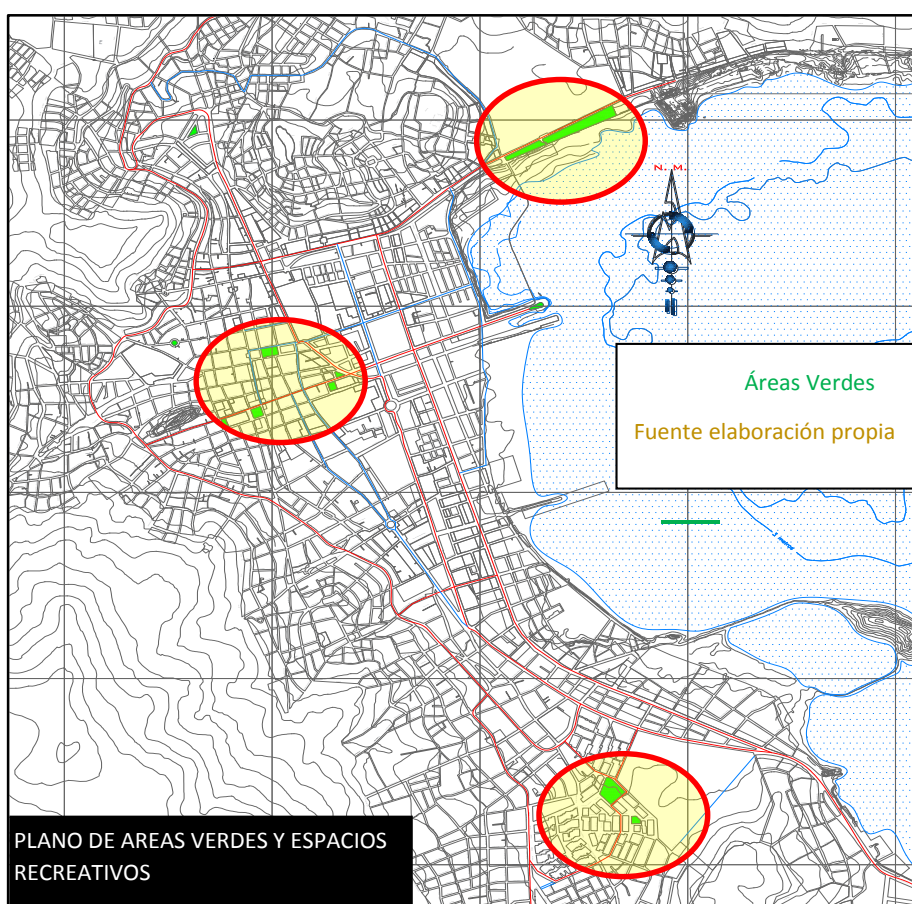 N. M.
Áreas Verdes
Fuente elaboración propia
PLANO DE AREAS VERDES Y ESPACIOS
RECREATIVOS